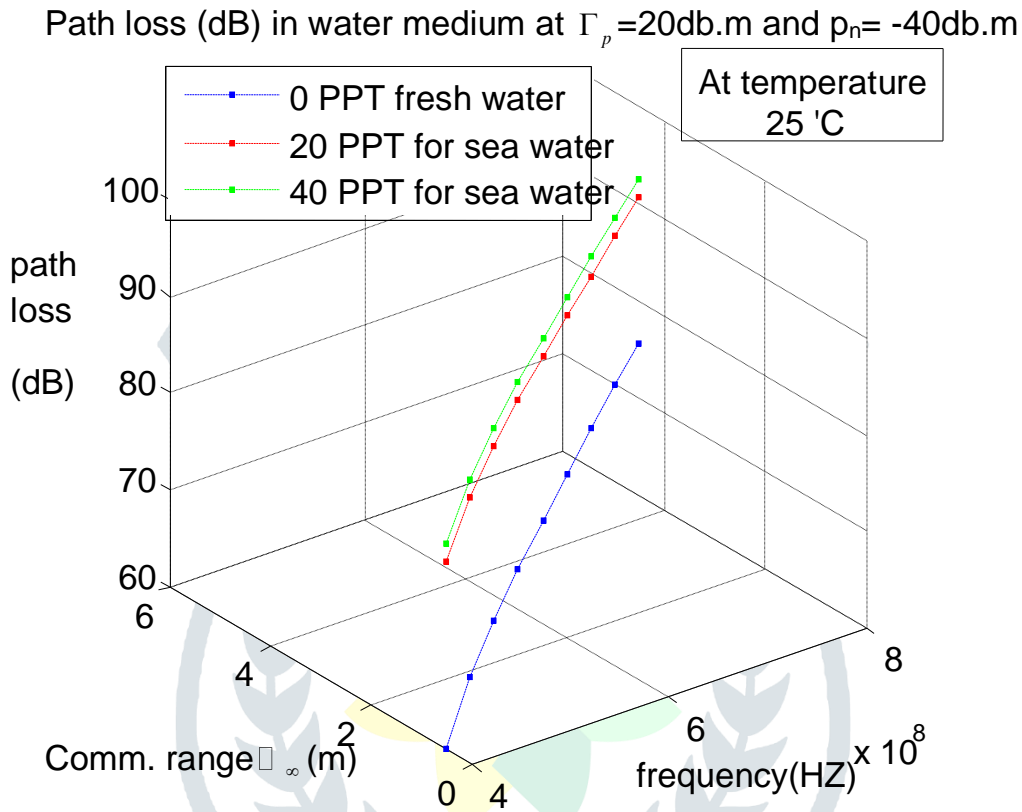 Path loss (dB) in water medium at Γp=20db.m and pn= -40db.m
0 PPT fresh water
20 PPT for sea water
40 PPT for sea water
At temperature
25 'C
path
loss
(dB)
100
90
80
70
60
6
4
2
0
4
6
8
x 10^8
Comm. range□∞(m)
frequency(HZ)